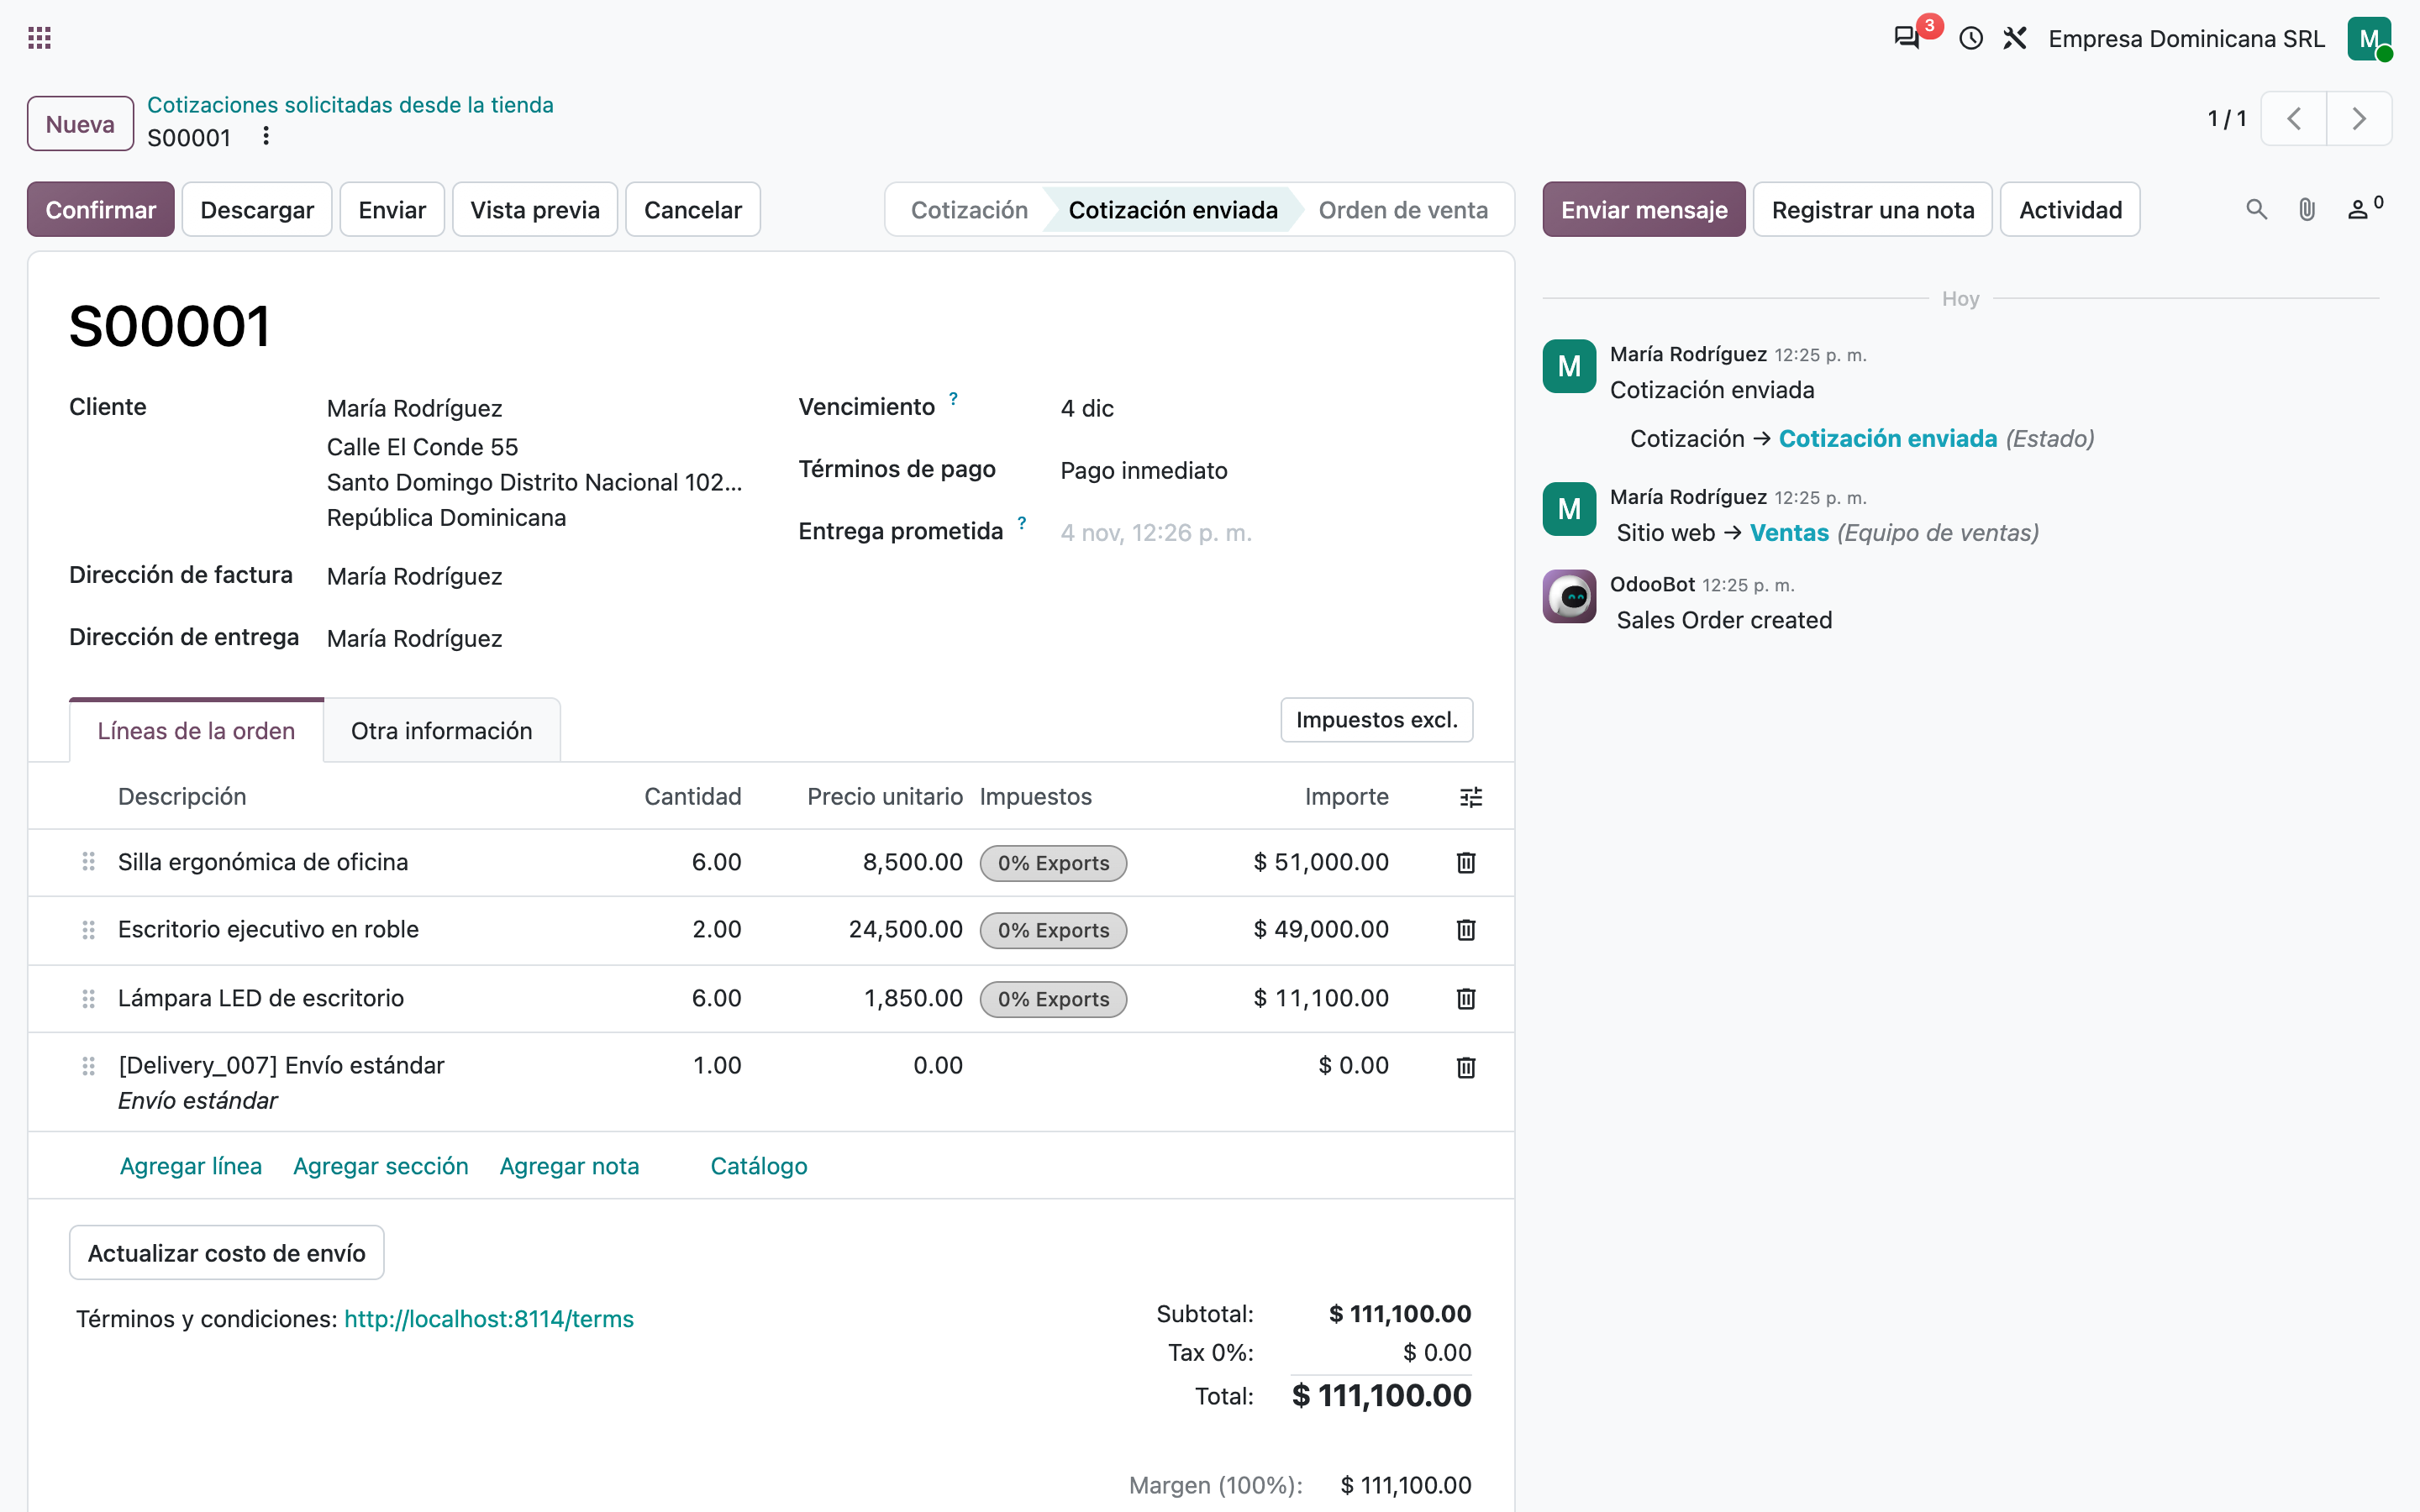 3
Empresa Dominicana SRL
M
Nueva
Cotizaciones solicitadas desde la tienda
S00001
1 / 1
Confirmar
Descargar
Enviar
Vista previa
Cancelar
Cotización
Cotización enviada
Orden de venta
Enviar mensaje
Registrar una nota
Actividad
0
S00001
Cliente
María Rodríguez
Calle El Conde 55
Santo Domingo Distrito Nacional 102...
República Dominicana
Dirección de factura
María Rodríguez
Dirección de entrega
María Rodríguez
Vencimiento ?
4 dic
Términos de pago
Pago inmediato
Entrega prometida ?
4 nov, 12:26 p. m.
Líneas de la orden
Otra información
Impuestos excl.
Descripción Cantidad Precio unitario Impuestos Importe
Silla ergonómica de oficina 6.00 8,500.00 0% Exports $ 51,000.00
Escritorio ejecutivo en roble 2.00 24,500.00 0% Exports $ 49,000.00
Lámpara LED de escritorio 6.00 1,850.00 0% Exports $ 11,100.00
[Delivery_007] Envío estándar 1.00 0.00 $ 0.00
Envío estándar
Agregar línea Agregar sección Agregar nota Catálogo
Actualizar costo de envío
Términos y condiciones: http://localhost:8114/terms
Subtotal: $ 111,100.00
Tax 0%: $ 0.00
Total: $ 111,100.00
Margen (100%): $ 111,100.00
Hoy
M
María Rodríguez 12:25 p. m.
Cotización enviada
Cotización → Cotización enviada (Estado)
M
María Rodríguez 12:25 p. m.
Sitio web → Ventas (Equipo de ventas)
OdooBot 12:25 p. m.
Sales Order created